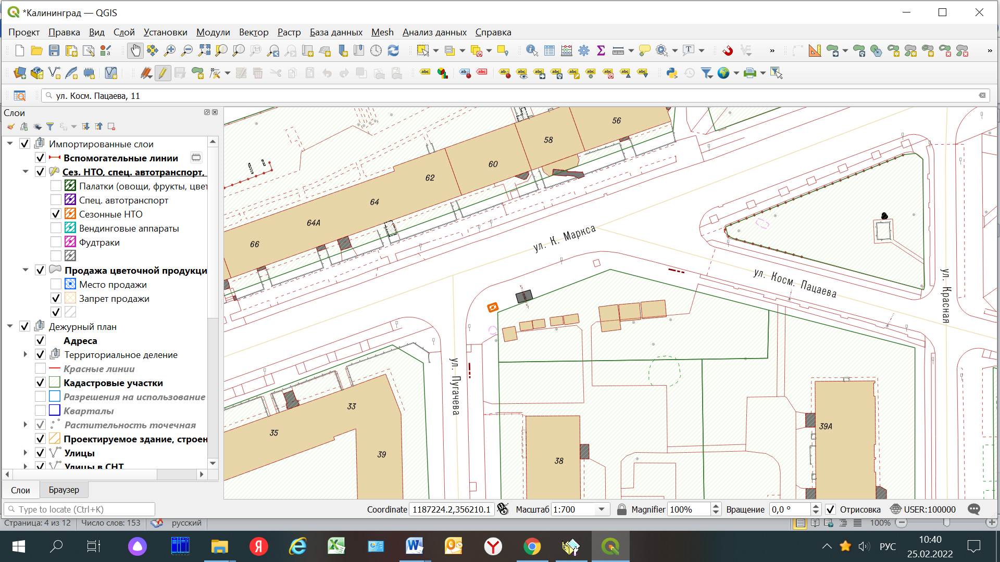 *Калининград — QGIS
Проект Правка Вид Слой Установки Модули Вектор Растр База данных Mesh Анализ данных Справка
ул. Косм. Пацаева, 11
Слои
Импортированные слои
Вспомогательные линии
Сез. НТО, спец. автотранспорт,
Палатки (овощи, фрукты, цвет
Спец. автотранспорт
Сезонные НТО
Вендинговые аппараты
Фудтраки
Продажа цветочной продукци
Место продажи
Запрет продажи
Дежурный план
Адреса
Территориальное деление
Красные линии
Кадастровые участки
Разрешения на использование
Кварталы
Растительность точечная
Проектируемое здание, строен
Улицы
Улицы в СНТ
Слои Браузер
56
58
60
62
64
64А
66
ул. К. Маркса
ул. Косм. Пацаева
ул. Красная
ул. Пугачева
33
35
39
38
39А
Type to locate (Ctrl+K)
Coordinate 1187224.2,356210.1 Масштаб 1:700 Magnifier 100% Вращение 0,0 ° Отрисовка USER:100000
Страница: 4 из 12 Число слов: 153 русский 100%
РУС
10:40
25.02.2022